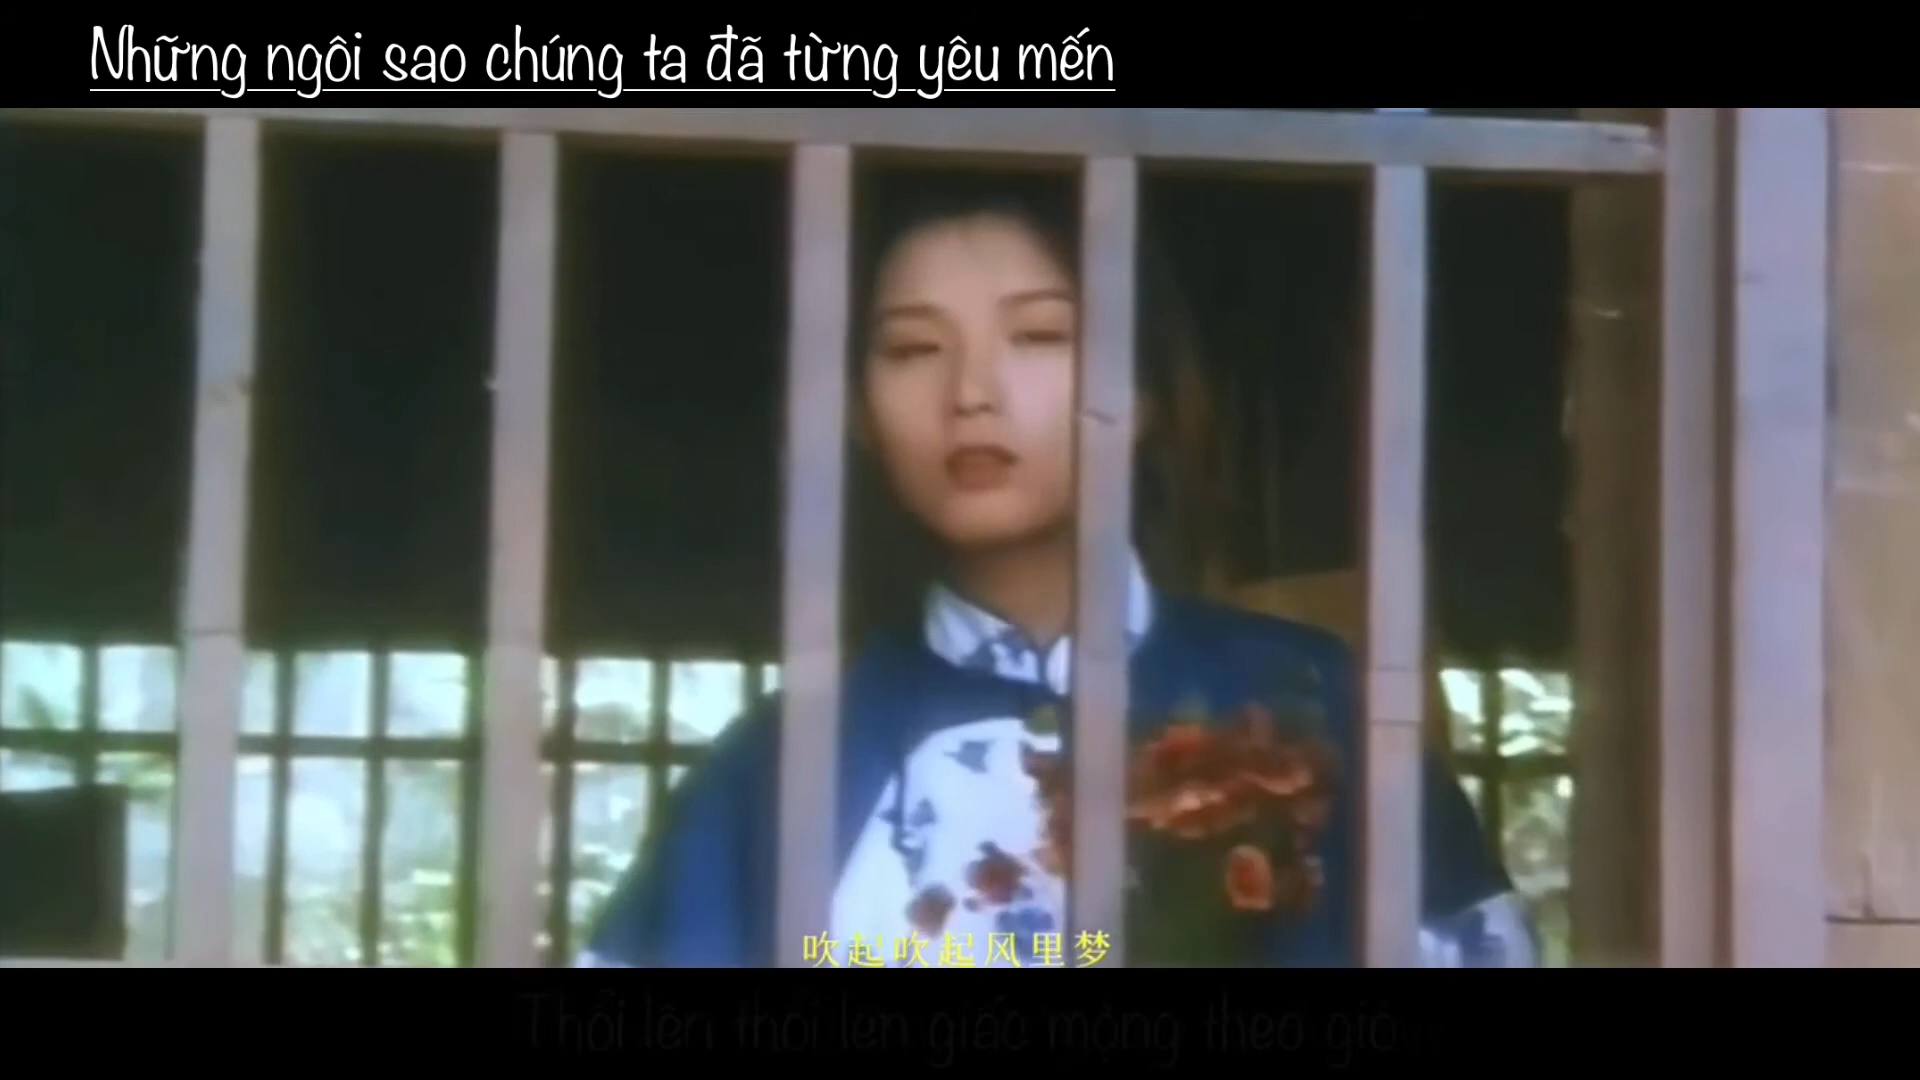 Những ngôi sao chúng ta đã từng yêu mến
吹起吹起风里梦
Thổi lên thổi lên giấc mộng theo gió